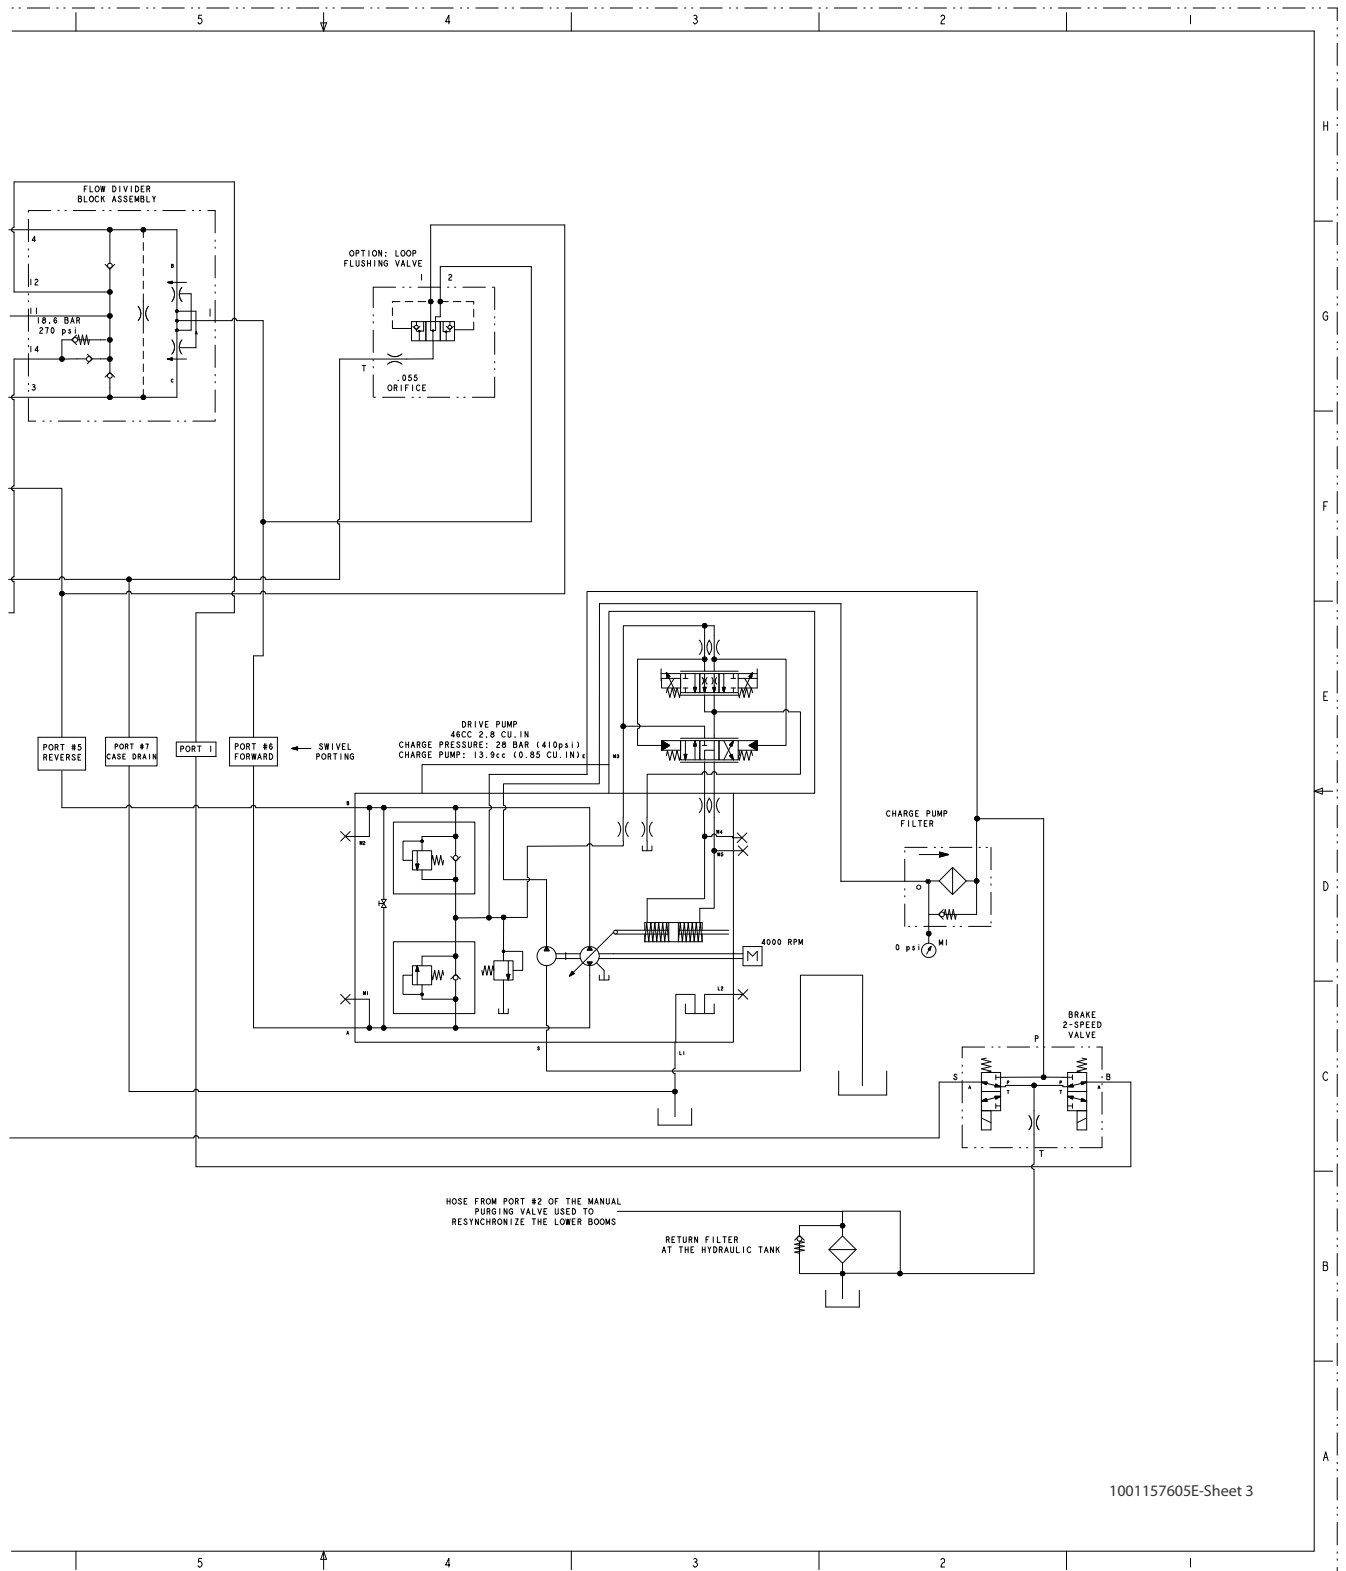 5 4 3 2 1
H
FLOW DIVIDER
BLOCK ASSEMBLY
4
12
11
18.6 BAR
270 psi
14
3
B
A
C
1
OPTION: LOOP
FLUSHING VALVE
1 2
T
.055
ORIFICE
G
F
E
DRIVE PUMP
46CC 2.8 CU.IN
CHARGE PRESSURE: 28 BAR (410psi)
CHARGE PUMP: 13.9cc (0.85 CU.IN)
M3
PORT #5
REVERSE
PORT #7
CASE DRAIN
PORT 1
PORT #6
FORWARD
SWIVEL
PORTING
B
M2
M4
M5
CHARGE PUMP
FILTER
D
O
0 psi
M1
4000 RPM
M
M1
L2
A
S
L1
BRAKE
2-SPEED
VALVE
P
S
B
A
P
T
P
T
A
T
C
HOSE FROM PORT #2 OF THE MANUAL
PURGING VALVE USED TO
RESYNCHRONIZE THE LOWER BOOMS
RETURN FILTER
AT THE HYDRAULIC TANK
B
A
1001157605E-Sheet 3
5 4 3 2 1